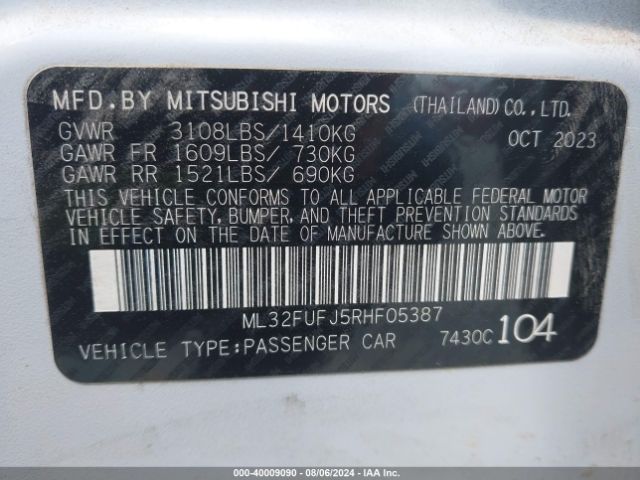 MFD.BY MITSUBISHI MOTORS (THAILAND) CO., LTD.
GVWR 3108LBS/1410KG OCT 2023
GAWR FR 1609LBS/ 730KG
GAWR RR 1521LBS/ 690KG
THIS VEHICLE CONFORMS TO ALL APPLICABLE FEDERAL MOTOR
VEHICLE SAFETY, BUMPER, AND THEFT PREVENTION STANDARDS
IN EFFECT ON THE DATE OF MANUFACTURE SHOWN ABOVE.
ML32FUFJ5RHF05387
VEHICLE TYPE:PASSENGER CAR 7430C 104
000-40009090 - 08/06/2024 - IAA Inc.